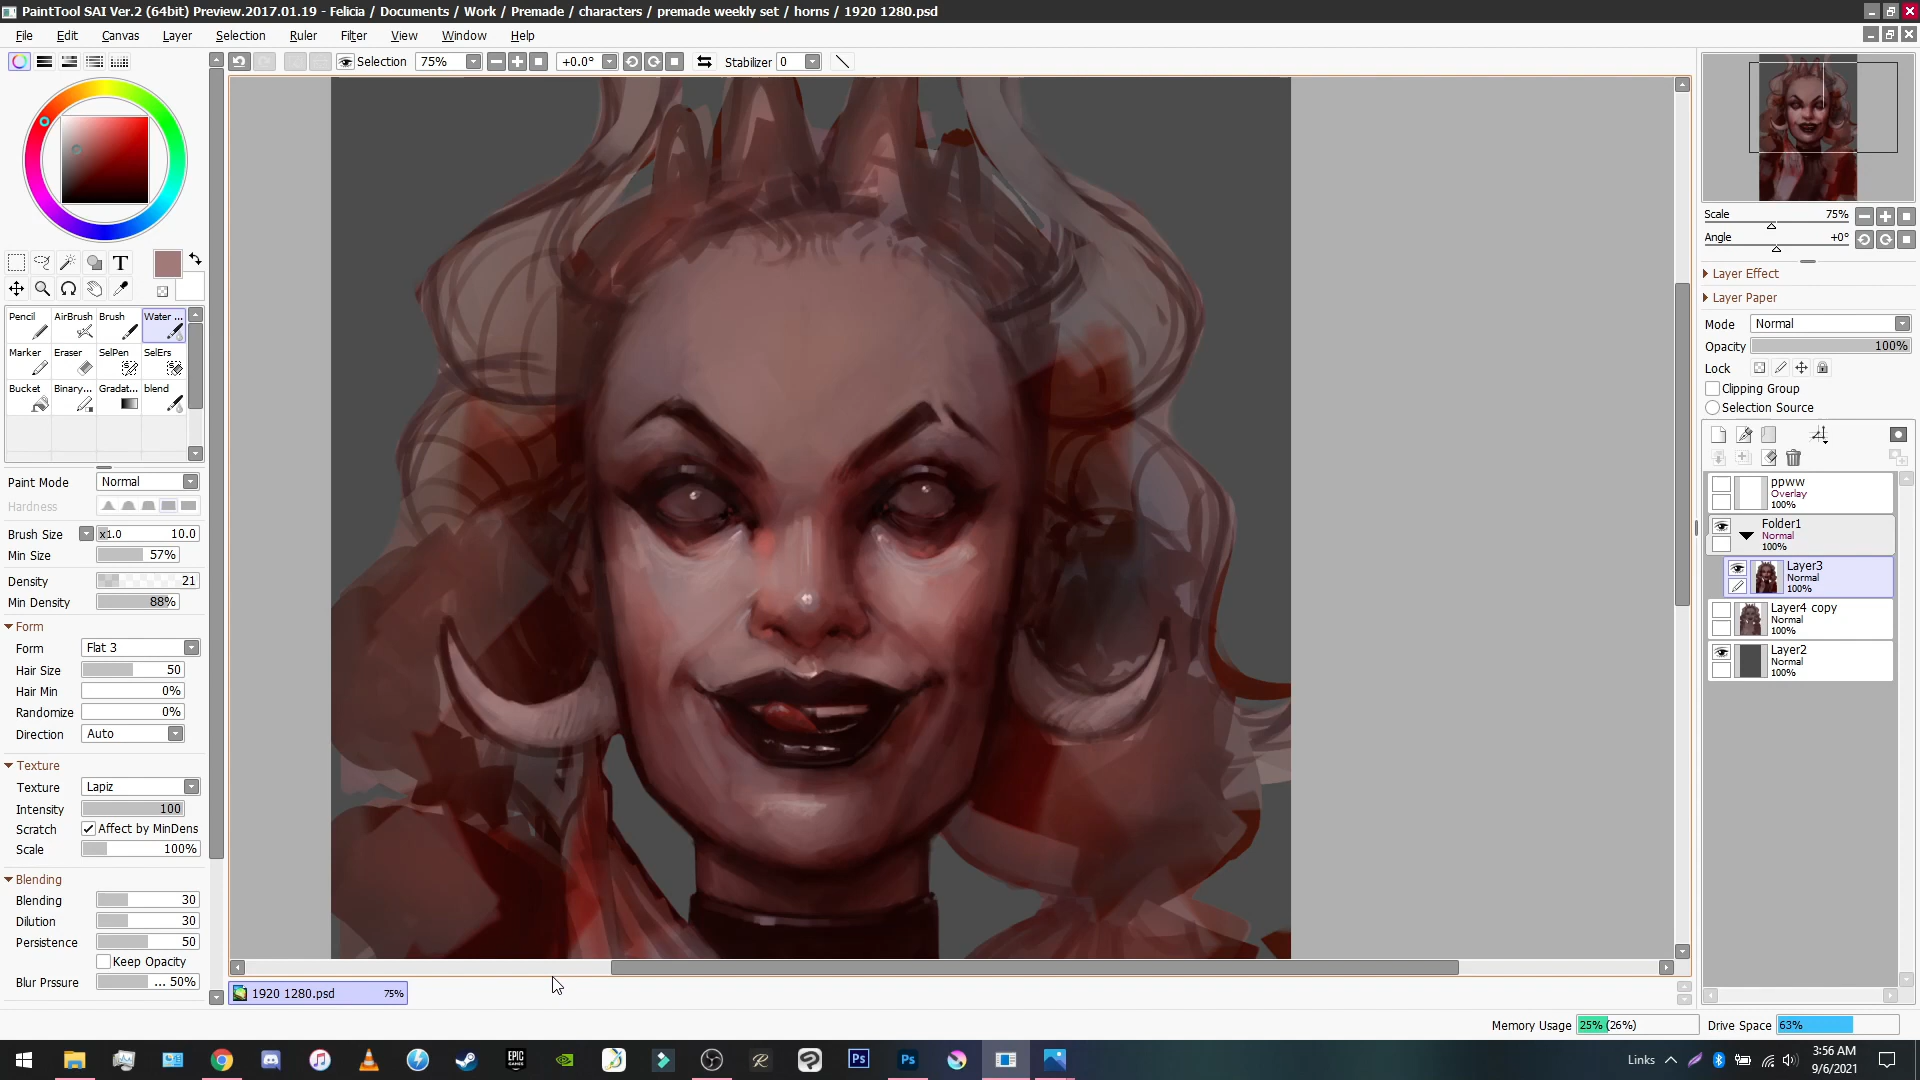 PaintTool SAI Ver.2 (64bit) Preview.2017.01.19 - Felicia / Documents / Work / Premade / characters / premade weekly set / horns / 1920 1280.psd
File Edit Canvas Layer Selection Ruler Filter View Window Help
Selection 75% +0.0° Stabilizer 0
T
Pencil AirBrush Brush Water ...
Marker Eraser SelPen SelErs
Bucket Binary... Gradat... blend
Paint Mode Normal
Hardness
Brush Size x1.0 10.0
Min Size 57%
Density 21
Min Density 88%
Form
Form Flat 3
Hair Size 50
Hair Min 0%
Randomize 0%
Direction Auto
Texture
Texture Lapiz
Intensity 100
Scratch Affect by MinDens
Scale 100%
Blending
Blending 30
Dilution 30
Persistence 50
Keep Opacity
Blur Prssure ... 50%
1920 1280.psd 75%
Scale 75%
Angle +0°
Layer Effect
Layer Paper
Mode Normal
Opacity 100%
Lock
Clipping Group
Selection Source
ppww
Overlay
100%
Folder1
Normal
100%
Layer3
Normal
100%
Layer4 copy
Normal
100%
Layer2
Normal
100%
Memory Usage 25% (26%) Drive Space 63%
EPIC
GAMES
Ps
Ps
Links
3:56 AM
9/6/2021